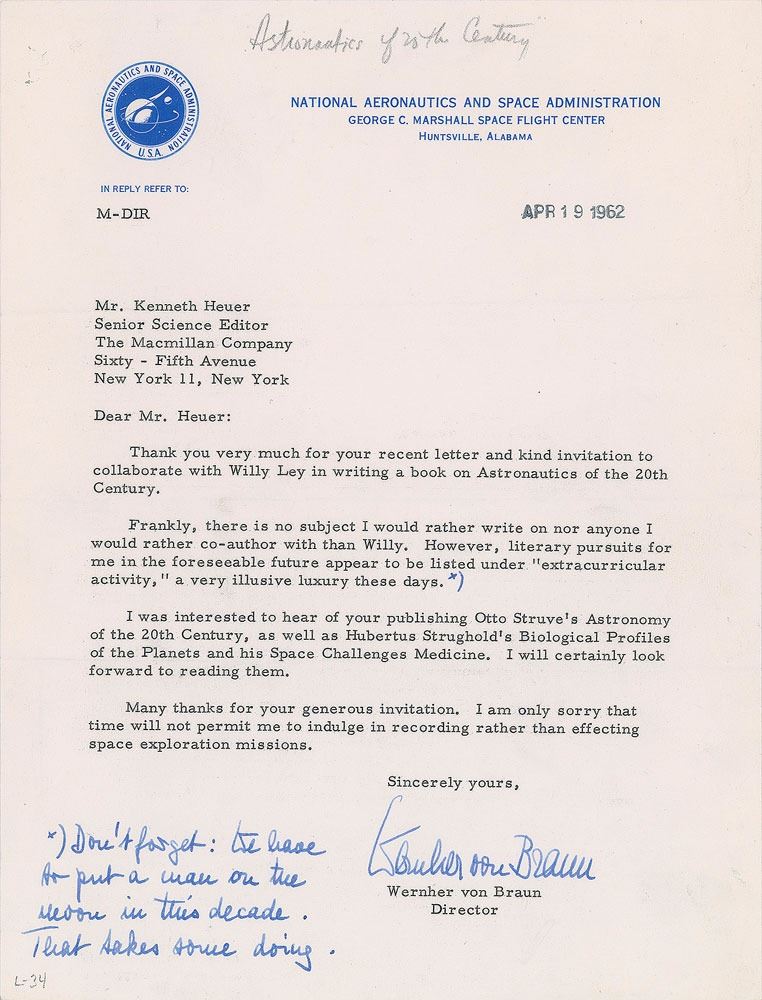 Astronautics of 20th Century
NATIONAL AERONAUTICS AND SPACE ADMINISTRATION
U.S.A.
NATIONAL AERONAUTICS AND SPACE ADMINISTRATION
GEORGE C. MARSHALL SPACE FLIGHT CENTER
HUNTSVILLE, ALABAMA
IN REPLY REFER TO:
M-DIR
APR 19 1962
Mr. Kenneth Heuer
Senior Science Editor
The Macmillan Company
Sixty - Fifth Avenue
New York 11, New York
Dear Mr. Heuer:
Thank you very much for your recent letter and kind invitation to
collaborate with Willy Ley in writing a book on Astronautics of the 20th
Century.
Frankly, there is no subject I would rather write on nor anyone I
would rather co-author with than Willy. However, literary pursuits for
me in the foreseeable future appear to be listed under "extracurricular
activity," a very illusive luxury these days. *)
I was interested to hear of your publishing Otto Struve's Astronomy
of the 20th Century, as well as Hubertus Strughold's Biological Profiles
of the Planets and his Space Challenges Medicine. I will certainly look
forward to reading them.
Many thanks for your generous invitation. I am only sorry that
time will not permit me to indulge in recording rather than effecting
space exploration missions.
Sincerely yours,
Wernher von Braun
Wernher von Braun
Director
*) Don't forget: We have
to put a man on the
moon in this decade.
That takes some doing.
L-34